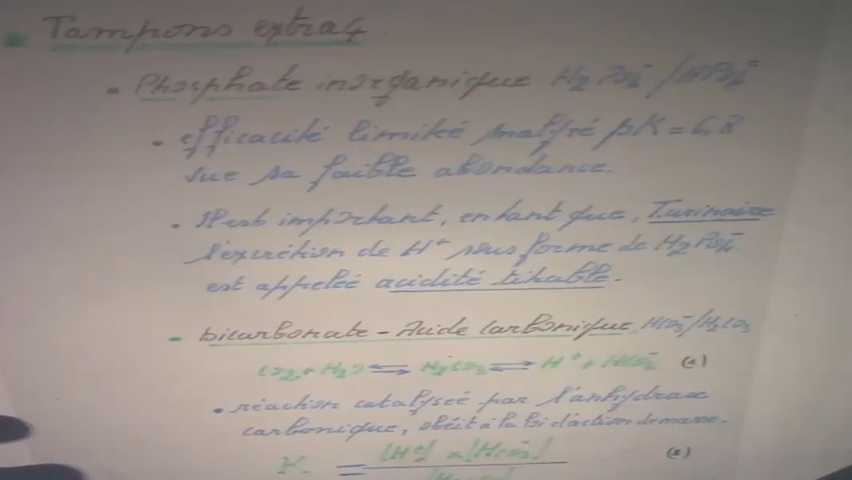 Tampons extra ç
- Phosphate inorganique H2PO4⁻/HPO4⁼
• efficacité limité malgré pK = 6,8
vue sa faible abondance.
• Il est important, en tant que, T. urinaire
l'excrétion de H⁺ sous forme de H2PO4⁻
est appelée acidité titrable.
- bicarbonate - Acide carbonique, HCO3⁻/H2CO3
CO2 + H2O ⇌ H2CO3 ⇌ H⁺ + HCO3⁻ (1)
• réaction catalysée par l'anhydrase
carbonique, obéit à la loi d'action de masse.
K = [H⁺] x [HCO3⁻] (2)